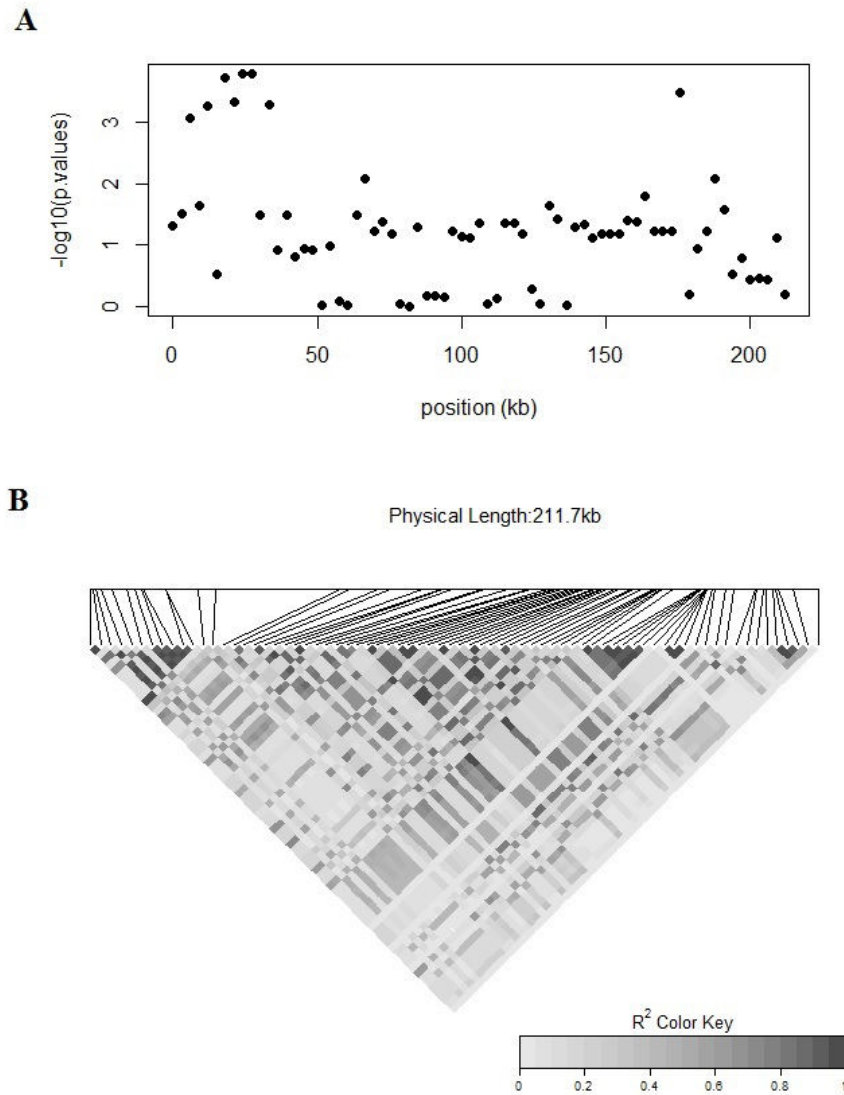 A
-log10(p.values)
3
2
1
0
0 50 100 150 200
position (kb)
B
Physical Length:211.7kb
R² Color Key
0 0.2 0.4 0.6 0.8 1